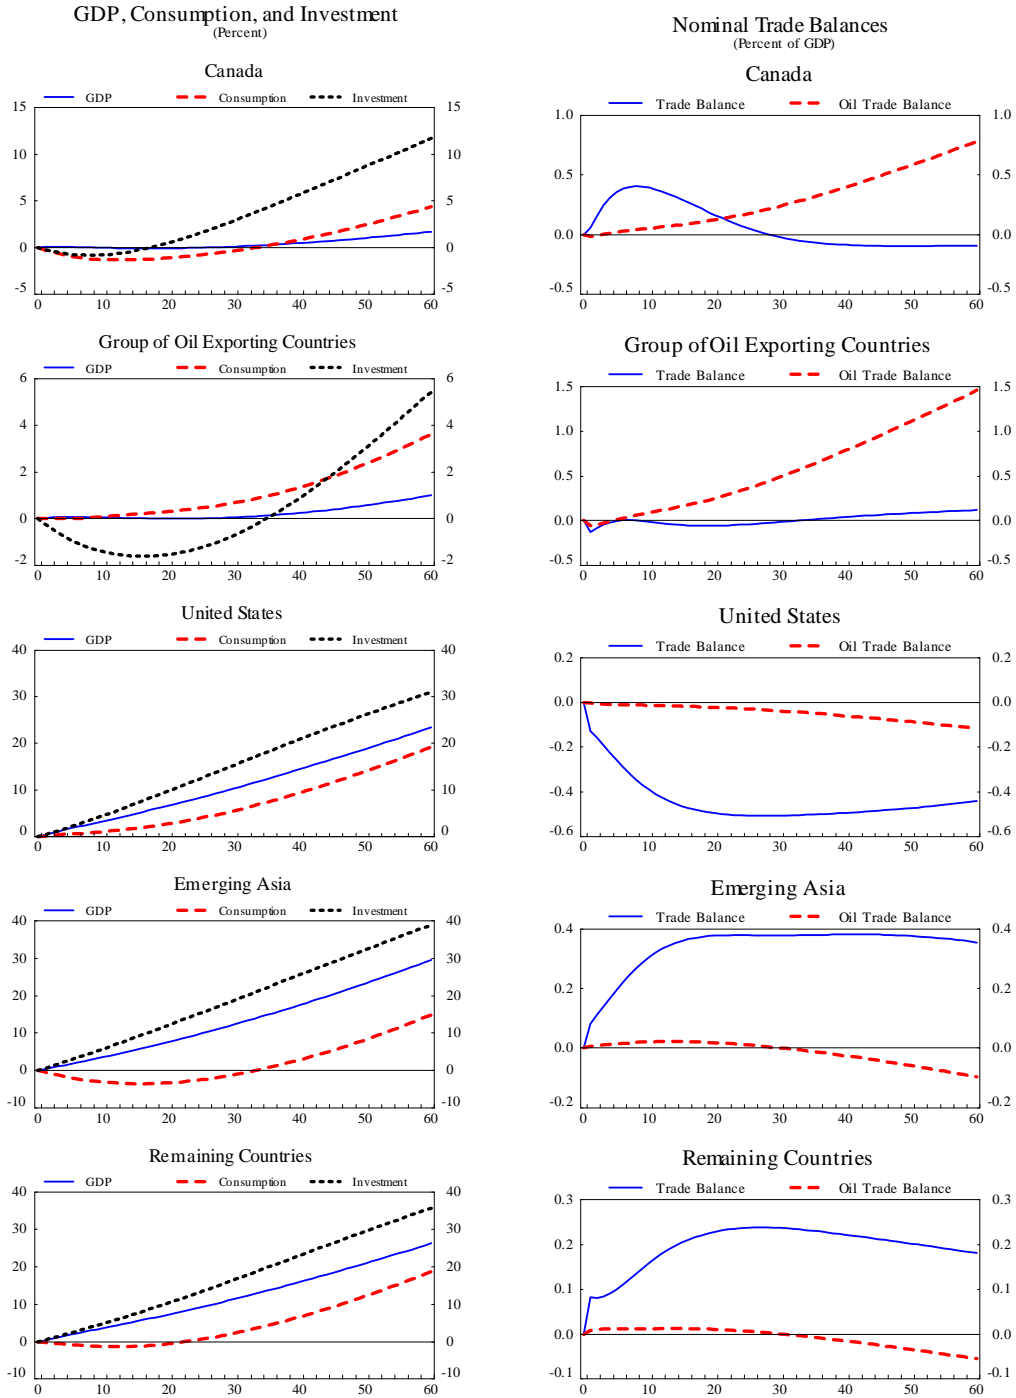 GDP, Consumption, and Investment
(Percent)
Canada
GDP Consumption Investment
15 15
10 10
5 5
0 0
-5 -5
0 10 20 30 40 50 60
Group of Oil Exporting Countries
GDP Consumption Investment
6 6
4 4
2 2
0 0
-2 -2
0 10 20 30 40 50 60
United States
GDP Consumption Investment
40 40
30 30
20 20
10 10
0 0
0 10 20 30 40 50 60
Emerging Asia
GDP Consumption Investment
40 40
30 30
20 20
10 10
0 0
-10 -10
0 10 20 30 40 50 60
Remaining Countries
GDP Consumption Investment
40 40
30 30
20 20
10 10
0 0
-10 -10
0 10 20 30 40 50 60
Nominal Trade Balances
(Percent of GDP)
Canada
Trade Balance Oil Trade Balance
1.0 1.0
0.5 0.5
0.0 0.0
-0.5 -0.5
0 10 20 30 40 50 60
Group of Oil Exporting Countries
Trade Balance Oil Trade Balance
1.5 1.5
1.0 1.0
0.5 0.5
0.0 0.0
-0.5 -0.5
0 10 20 30 40 50 60
United States
Trade Balance Oil Trade Balance
0.2 0.2
0.0 0.0
-0.2 -0.2
-0.4 -0.4
-0.6 -0.6
0 10 20 30 40 50 60
Emerging Asia
Trade Balance Oil Trade Balance
0.4 0.4
0.2 0.2
0.0 0.0
-0.2 -0.2
0 10 20 30 40 50 60
Remaining Countries
Trade Balance Oil Trade Balance
0.3 0.3
0.2 0.2
0.1 0.1
0.0 0.0
-0.1 -0.1
0 10 20 30 40 50 60